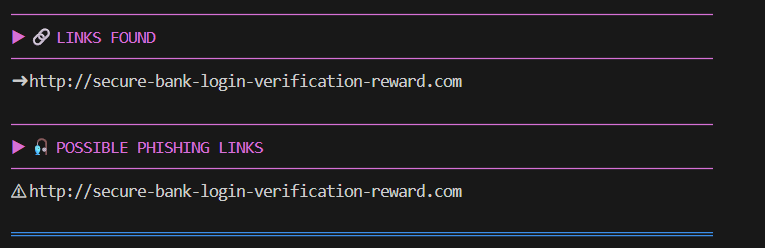 ▶ 🔗 LINKS FOUND
➜http://secure-bank-login-verification-reward.com
▶ 🎣 POSSIBLE PHISHING LINKS
⚠http://secure-bank-login-verification-reward.com